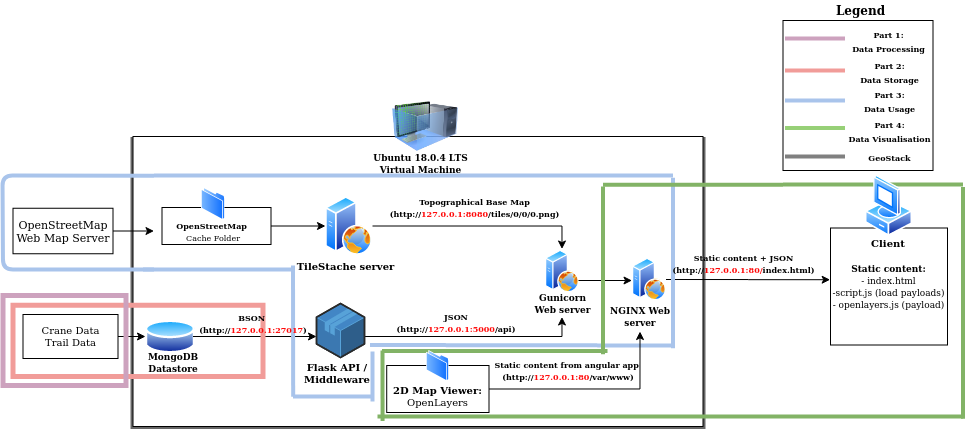 Legend
Part 1:
Data Processing
Part 2:
Data Storage
Part 3:
Data Usage
Part 4:
Data Visualisation
GeoStack
Ubuntu 18.0.4 LTS
Virtual Machine
OpenStreetMap
Web Map Server
OpenStreetMap
Cache Folder
TileStache server
Topographical Base Map
(http://127.0.0.1:8080/tiles/0/0/0.png)
Gunicorn
Web server
NGINX Web
server
Static content + JSON
(http://127.0.0.1:80/index.html)
Client
Static content:
- index.html
-script.js (load payloads)
- openlayers.js (payload)
Crane Data
Trail Data
MongoDB
Datastore
BSON
(http://127.0.0.1:27017)
Flask API /
Middleware
JSON
(http://127.0.0.1:5000/api)
2D Map Viewer:
OpenLayers
Static content from angular app
(http://127.0.0.1:80/var/www)